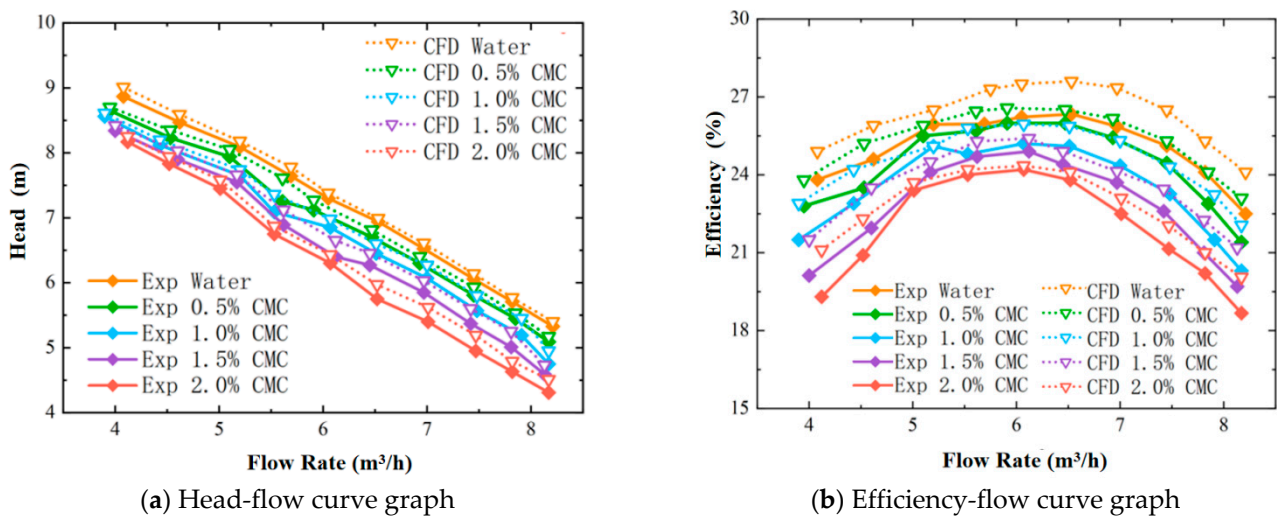 10
9
8
7
6
5
4
Head (m)
CFD Water
CFD 0.5% CMC
CFD 1.0% CMC
CFD 1.5% CMC
CFD 2.0% CMC
Exp Water
Exp 0.5% CMC
Exp 1.0% CMC
Exp 1.5% CMC
Exp 2.0% CMC
4 5 6 7 8
Flow Rate (m³/h)
(a) Head-flow curve graph
30
27
24
21
18
15
Efficiency (%)
Exp Water CFD Water
Exp 0.5% CMC CFD 0.5% CMC
Exp 1.0% CMC CFD 1.0% CMC
Exp 1.5% CMC CFD 1.5% CMC
Exp 2.0% CMC CFD 2.0% CMC
4 5 6 7 8
Flow Rate (m³/h)
(b) Efficiency-flow curve graph